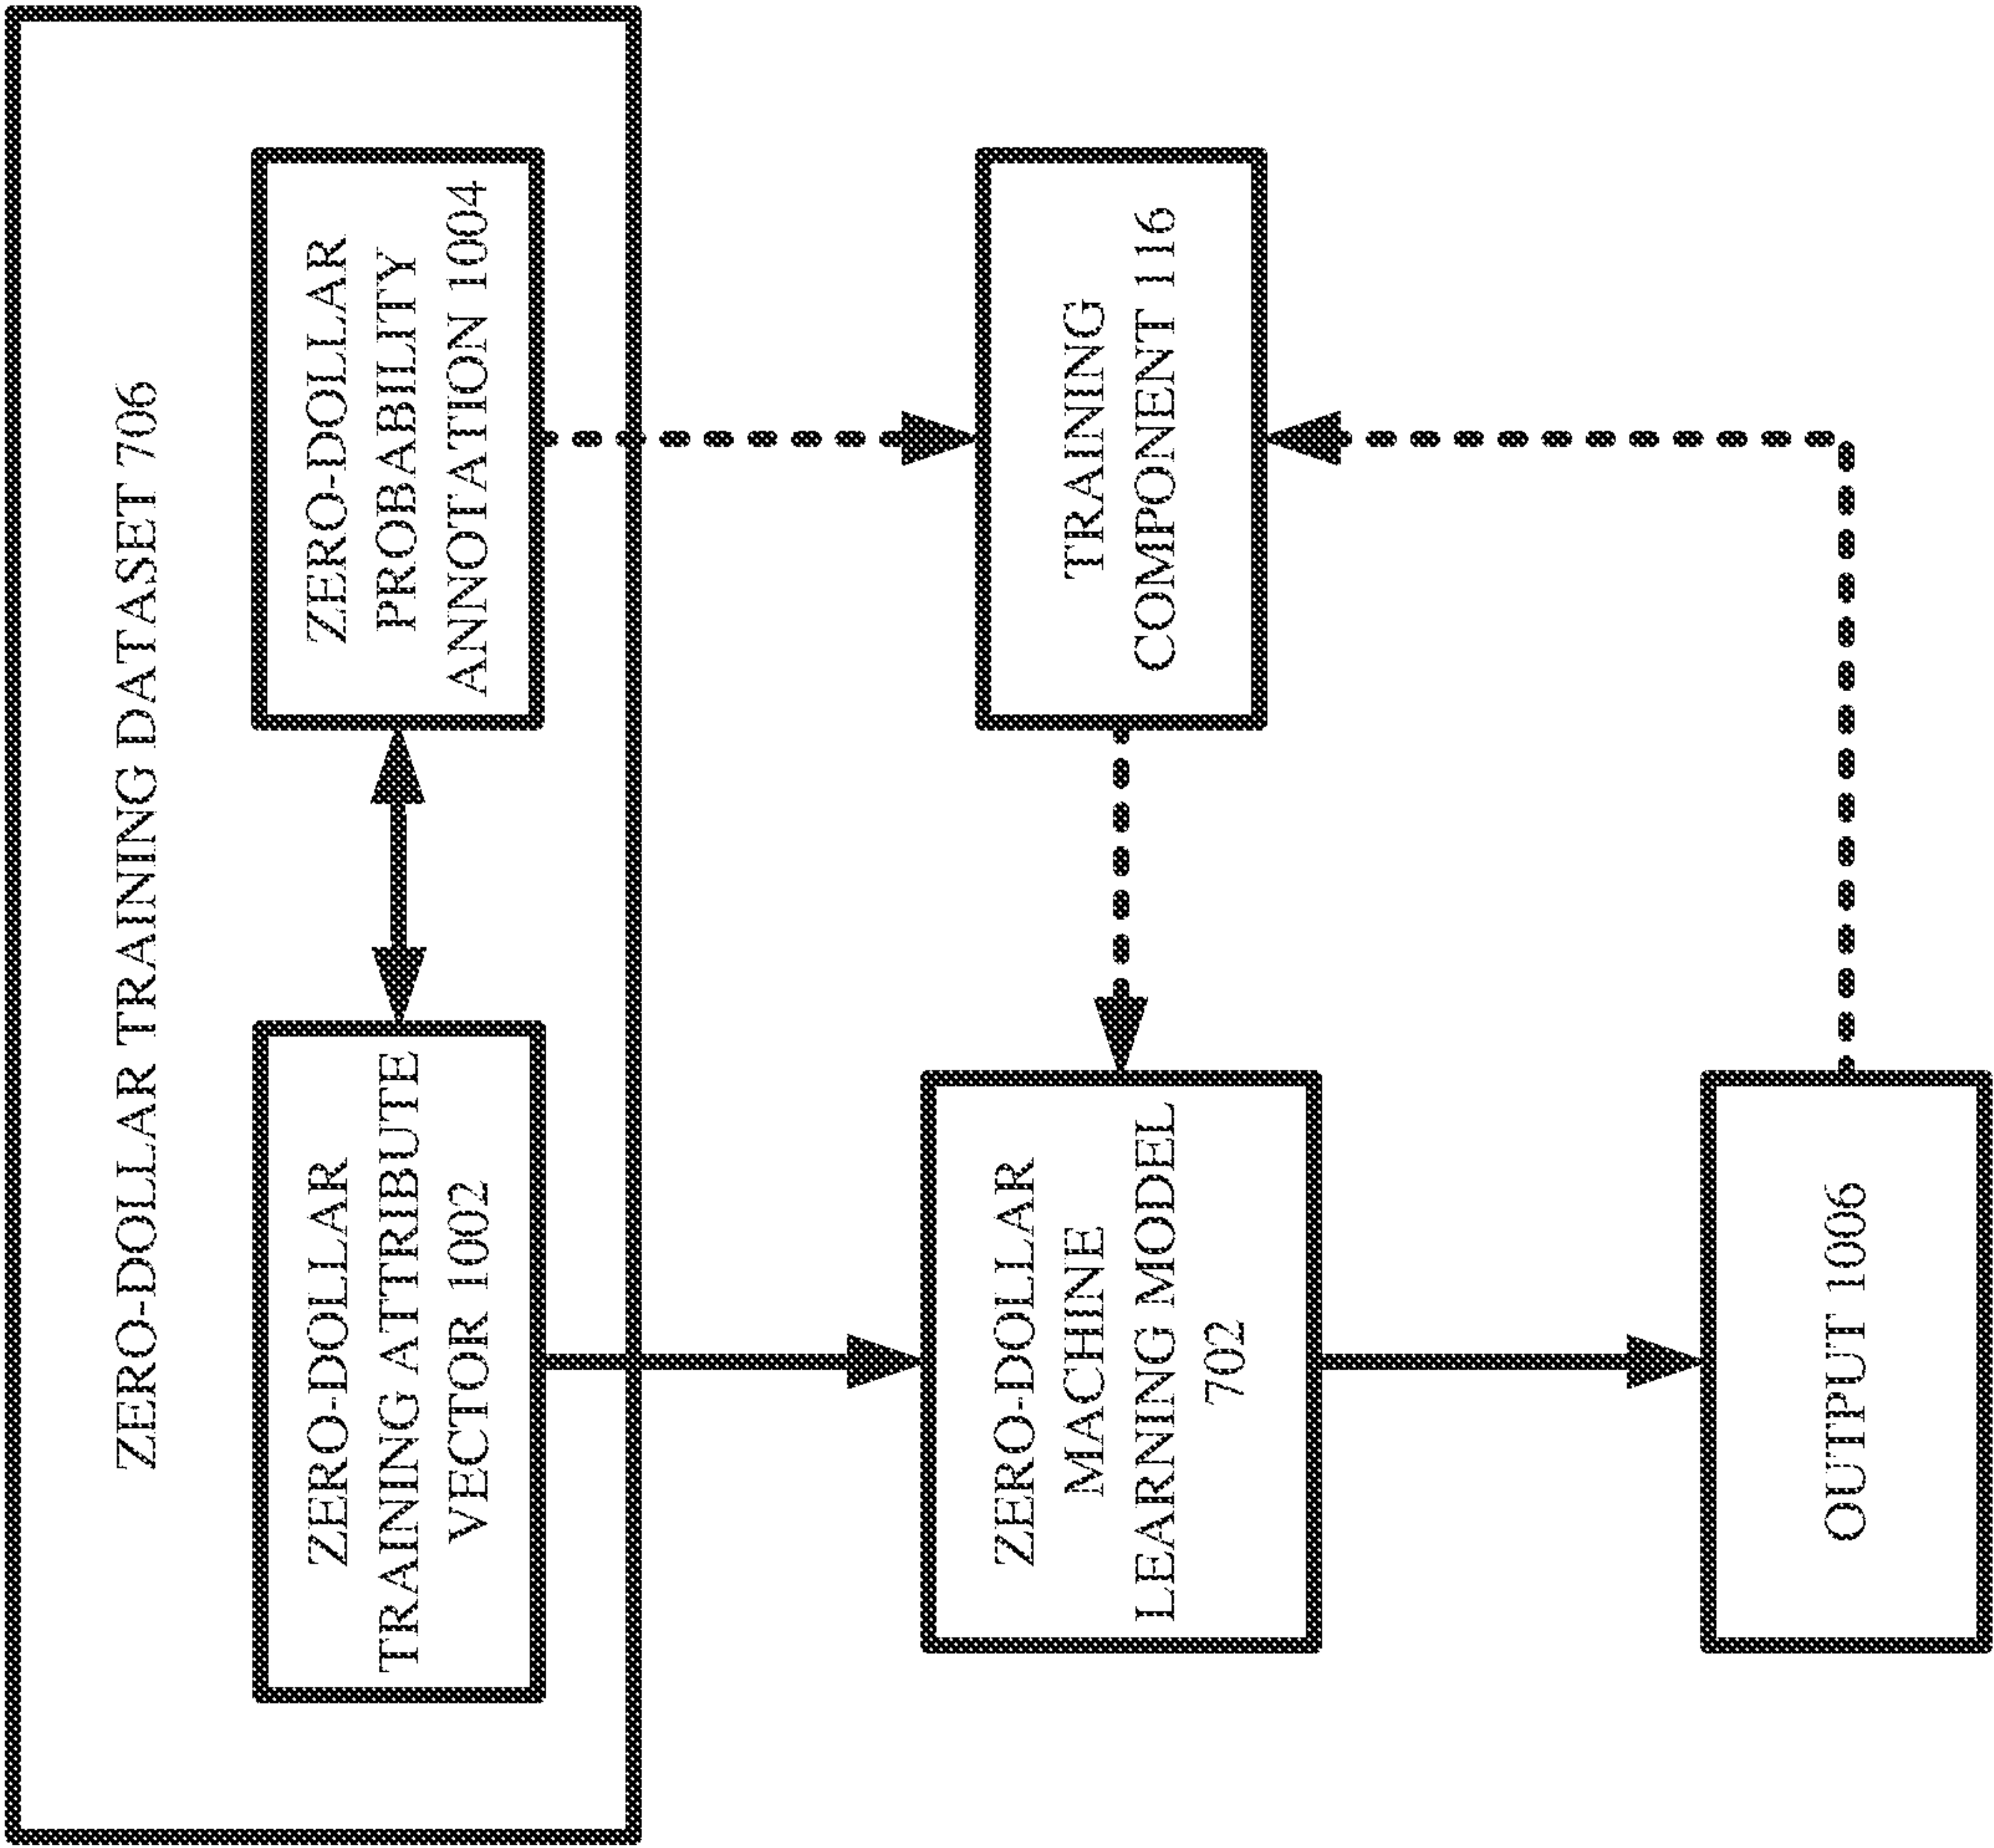 ZERO-DOLLAR TRAINING DATASET 706
ZERO-DOLLAR
TRAINING ATTRIBUTE
VECTOR 1002
ZERO-DOLLAR
PROBABILITY
ANNOTATION 1004
ZERO-DOLLAR
MACHINE
LEARNING MODEL
702
TRAINING
COMPONENT 116
OUTPUT 1006